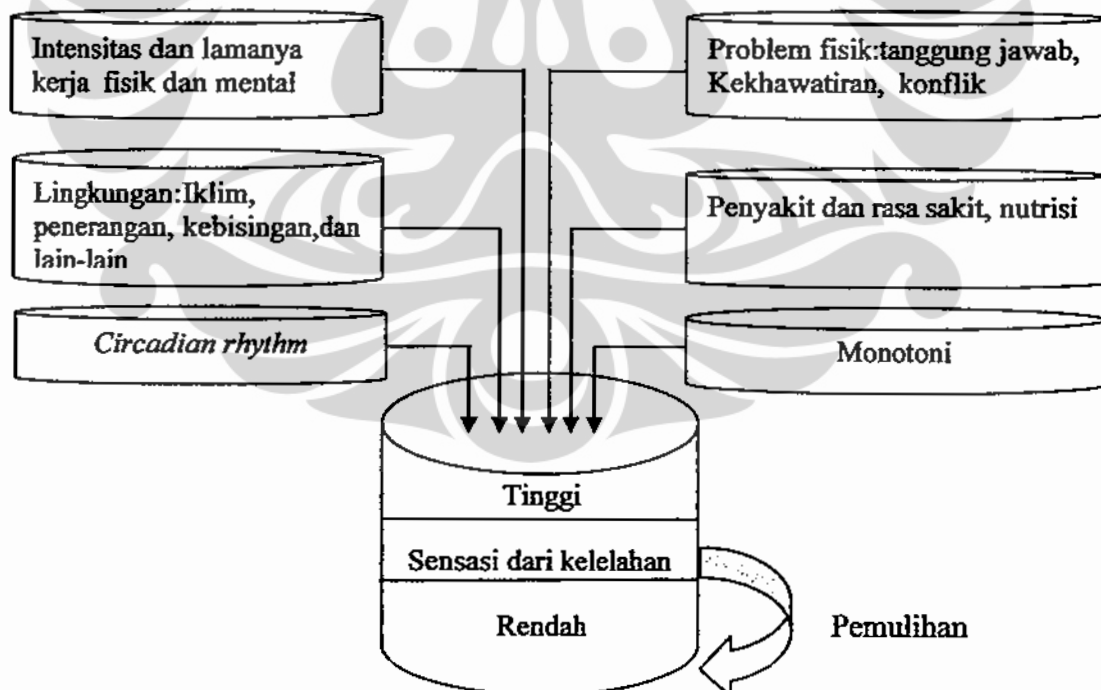 Intensitas dan lamanya
kerja fisik dan mental
Problem fisik:tanggung jawab,
Kekhawatiran, konflik
Lingkungan:Iklim,
penerangan, kebisingan,dan
lain-lain
Penyakit dan rasa sakit, nutrisi
Circadian rhythm
Monotoni
Tinggi
Sensasi dari kelelahan
Rendah
Pemulihan